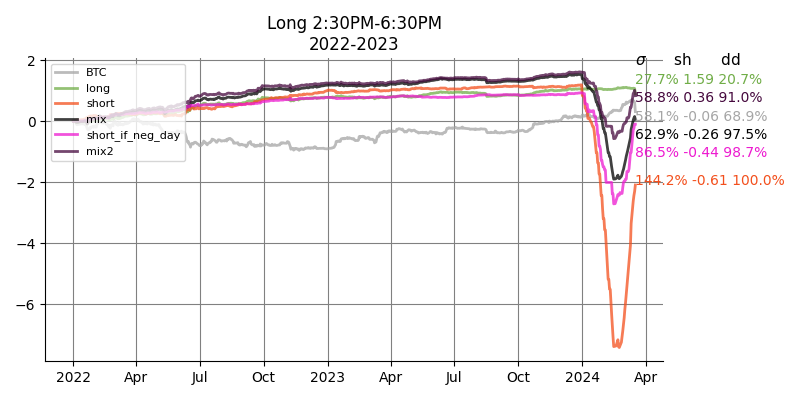 Long 2:30PM-6:30PM
2022-2023
σ sh dd
27.7% 1.59 20.7%
58.8% 0.36 91.0%
58.1% -0.06 68.9%
62.9% -0.26 97.5%
86.5% -0.44 98.7%
144.2% -0.61 100.0%
BTC
long
short
mix
short_if_neg_day
mix2
2
0
−2
−4
−6
2022 Apr Jul Oct 2023 Apr Jul Oct 2024 Apr